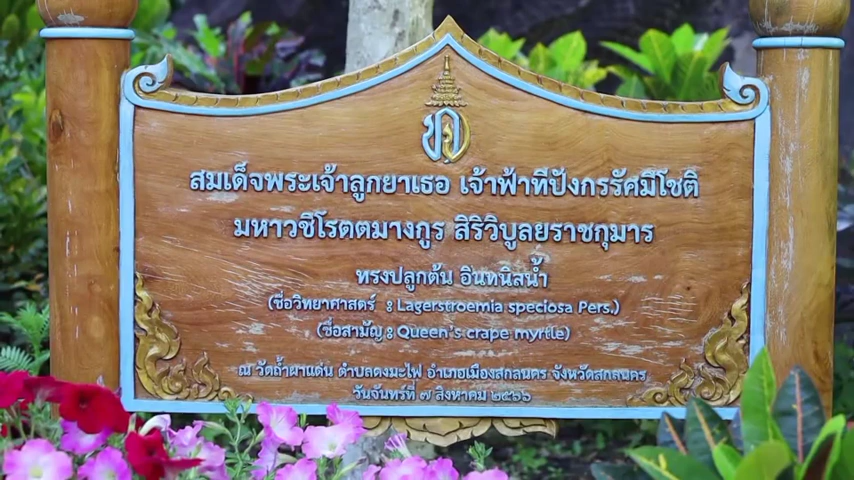 สมเด็จพระเจ้าลูกยาเธอ เจ้าฟ้าทีปังกรรัศมีโชติ
มหาวชิโรตตมางกูร สิริวิบูลยราชกุมาร
ทรงปลูกต้น อินทนิลน้ำ
(ชื่อวิทยาศาสตร์ : Lagerstroemia speciosa Pers.)
(ชื่อสามัญ : Queen's crape myrtle)
ณ วัดถ้ำผาแด่น ตำบลดงมะไฟ อำเภอเมืองสกลนคร จังหวัดสกลนคร
วันจันทร์ที่ ๗ สิงหาคม ๒๕๖๖